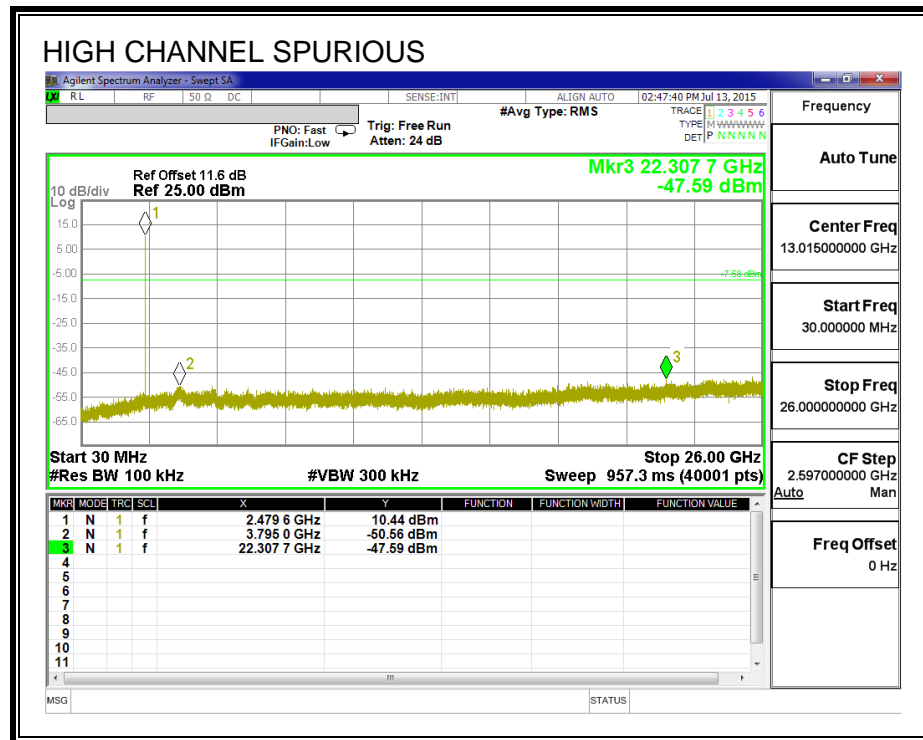 HIGH CHANNEL SPURIOUS
Agilent Spectrum Analyzer - Swept SA
LXI RL RF 50 Ω DC SENSE:INT ALIGN AUTO 02:47:40 PM Jul 13, 2015
#Avg Type: RMS TRACE 1 2 3 4 5 6
PNO: Fast Trig: Free Run TYPE M WWWWW
IFGain:Low Atten: 24 dB DET P N N N N N
Mkr3 22.307 7 GHz
-47.59 dBm
Ref Offset 11.6 dB
10 dB/div Ref 25.00 dBm
Log
15.0
5.00
-5.00
-15.0
-25.0
-35.0
-45.0
-55.0
-65.0
1
2
3
-7.58 dBm
Start 30 MHz Stop 26.00 GHz
#Res BW 100 kHz #VBW 300 kHz Sweep 957.3 ms (40001 pts)
MKR MODE TRC SCL X Y FUNCTION FUNCTION WIDTH FUNCTION VALUE
1 N 1 f 2.479 6 GHz 10.44 dBm
2 N 1 f 3.795 0 GHz -50.56 dBm
3 N 1 f 22.307 7 GHz -47.59 dBm
4
5
6
7
8
9
10
11
MSG STATUS
Frequency
Auto Tune
Center Freq
13.015000000 GHz
Start Freq
30.000000 MHz
Stop Freq
26.000000000 GHz
CF Step
2.597000000 GHz
Auto Man
Freq Offset
0 Hz